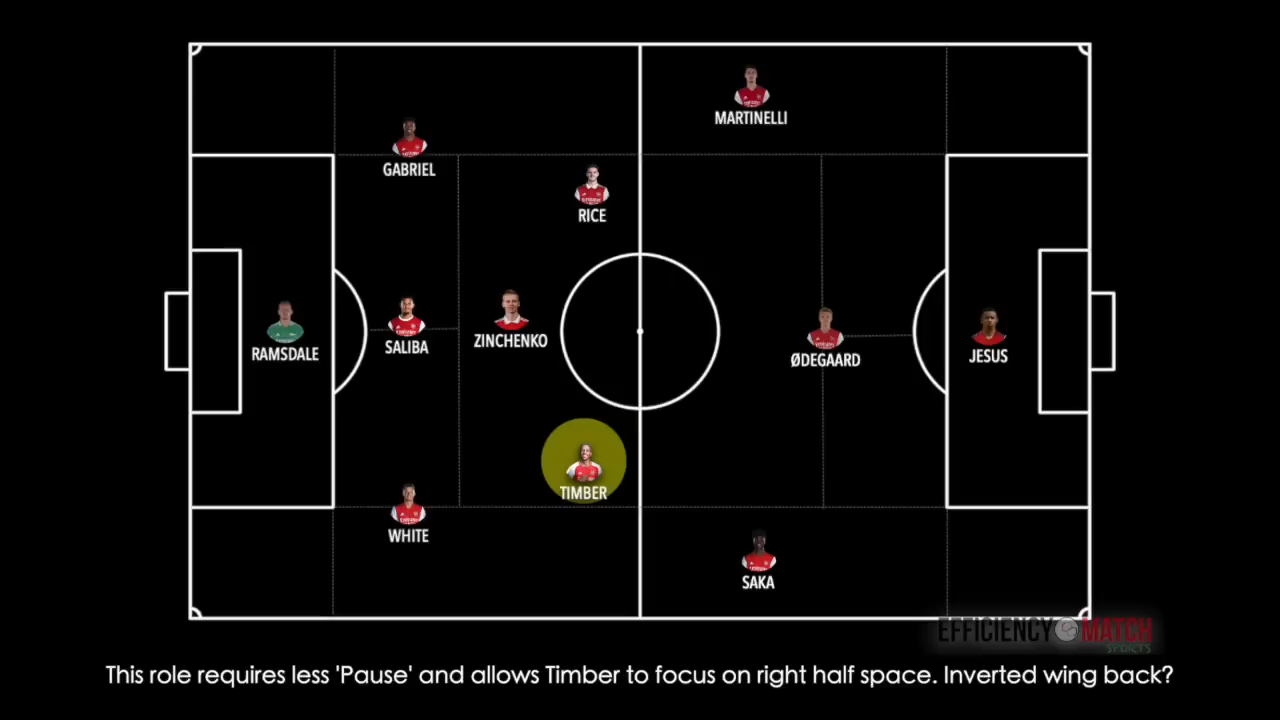 MARTINELLI
GABRIEL
RICE
ZINCHENKO
SALIBA
RAMSDALE
ØDEGAARD
JESUS
TIMBER
WHITE
SAKA
EFFICIENCY MATCH
SPORTS
This role requires less 'Pause' and allows Timber to focus on right half space. Inverted wing back?